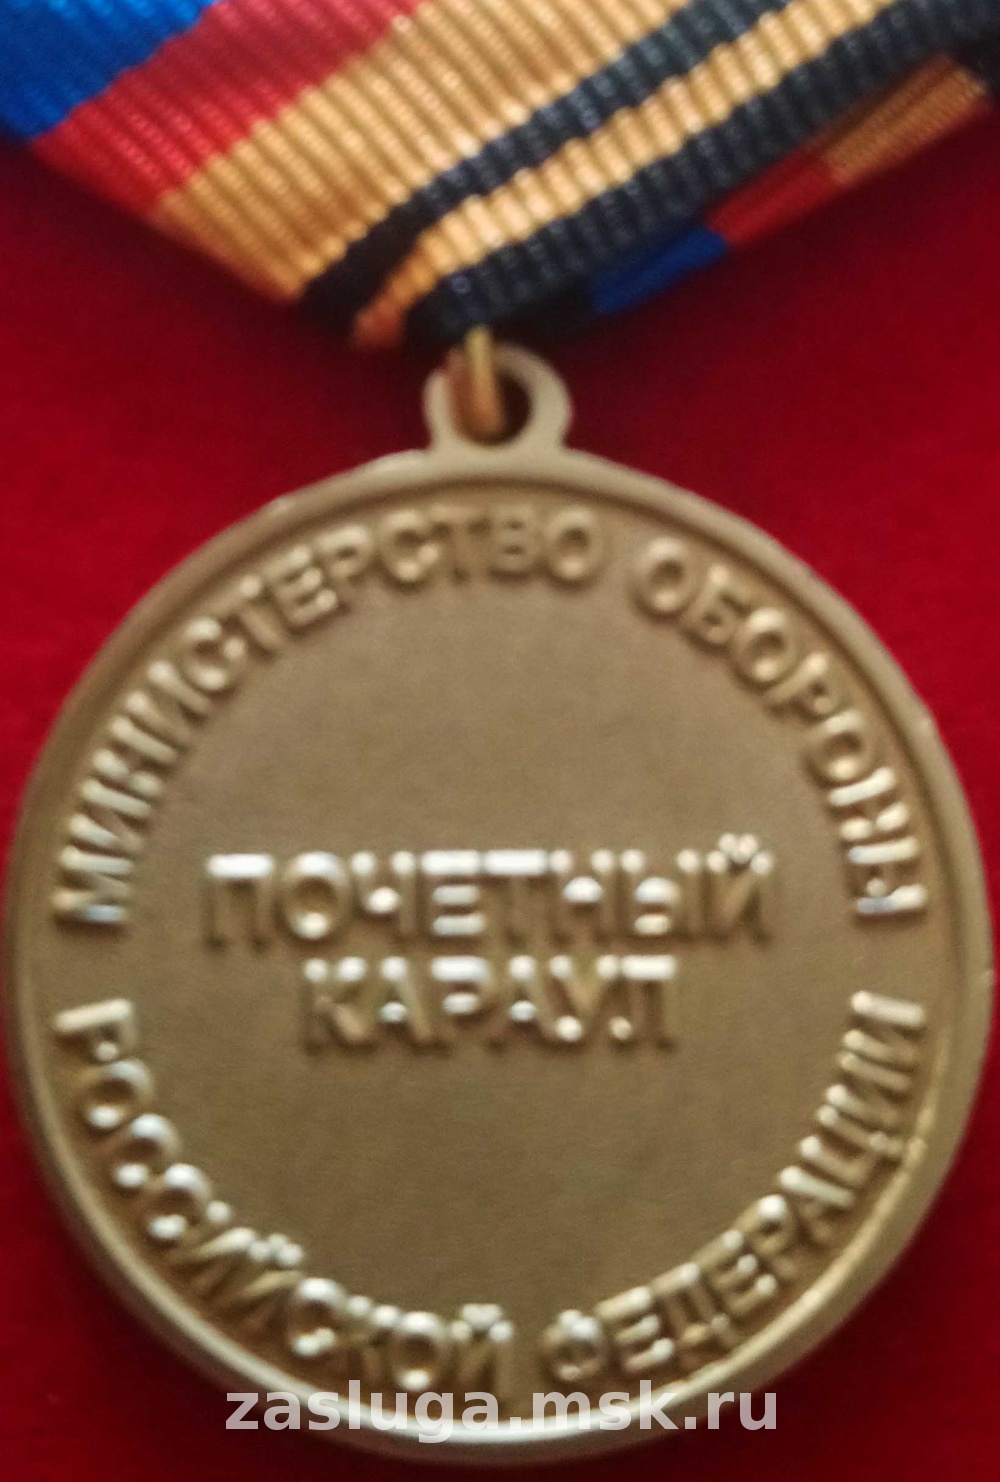 МИНИСТЕРСТВО ОБОРОНЫ
ПОЧЕТНЫЙ
КАРАУЛ
РОССИЙСКОЙ ФЕДЕРАЦИИ
zasluga.msk.ru